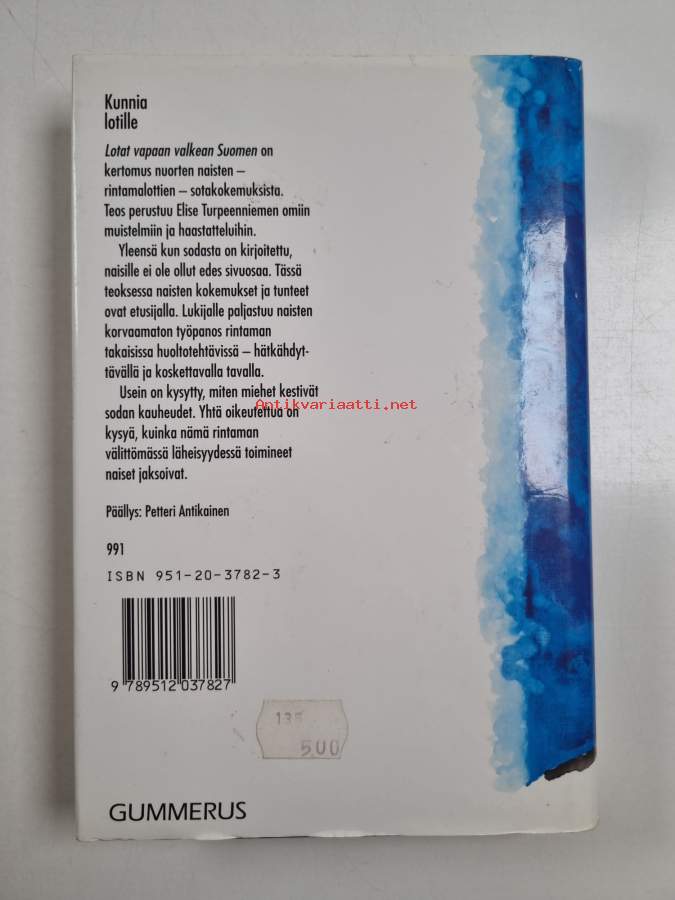 Kunnia
lotille
Lotat vapaan valkean Suomen on
kertomus nuorten naisten –
rintamalottien – sotakokemuksista.
Teos perustuu Elise Turpeenniemen omiin
muistelmiin ja haastatteluihin.
Yleensä kun sodasta on kirjoitettu,
naisille ei ole ollut edes sivuosaa. Tässä
teoksessa naisten kokemukset ja tunteet
ovat etusijalla. Lukijalle paljastuu naisten
korvaamaton työpanos rintaman
takaisissa huoltotehtävissä – hätkähdyt-
tävällä ja koskettavalla tavalla.
Usein on kysytty, miten miehet kestivät
sodan kauheudet. Yhtä oikeutettua on
Antikvariaatti.net
kysyä, kuinka nämä rintaman
välittömässä läheisyydessä toimineet
naiset jaksoivat.
Päällys: Petteri Antikainen
991
ISBN 951-20-3782-3
9 789512 037827
500
GUMMERUS